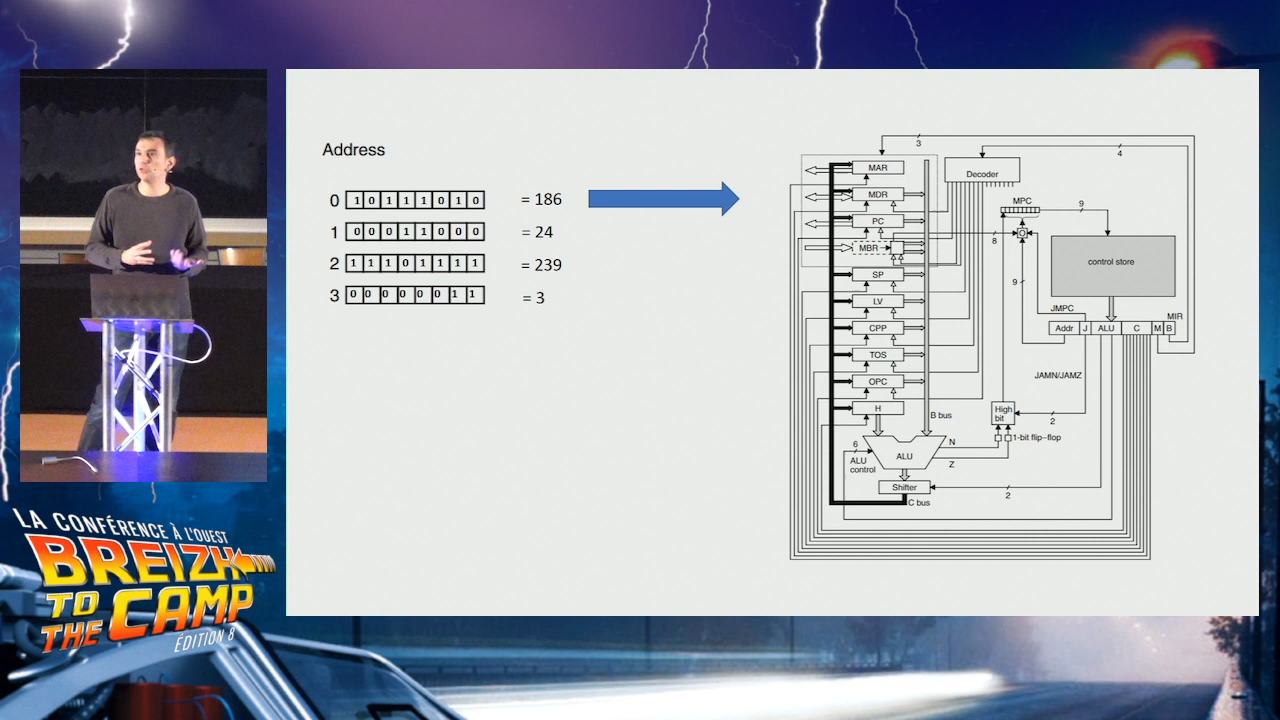 Address
0 1 0 1 1 1 0 1 0 = 186
1 0 0 0 1 1 0 0 0 = 24
2 1 1 1 0 1 1 1 1 = 239
3 0 0 0 0 0 0 1 1 = 3
3
4
MAR
Decoder
MDR
MPC
9
PC
O
8
MBR
control store
SP
9
LV
JMPC
MIR
CPP
Addr J ALU C M B
TOS
JAMN/JAMZ
OPC
H
B bus
High
bit
2
1-bit flip–flop
6
N
ALU
ALU
control
Z
Shifter
2
C bus
LA CONFÉRENCE À L'OUEST
BREIZH
TO
THE CAMP
ÉDITION 8